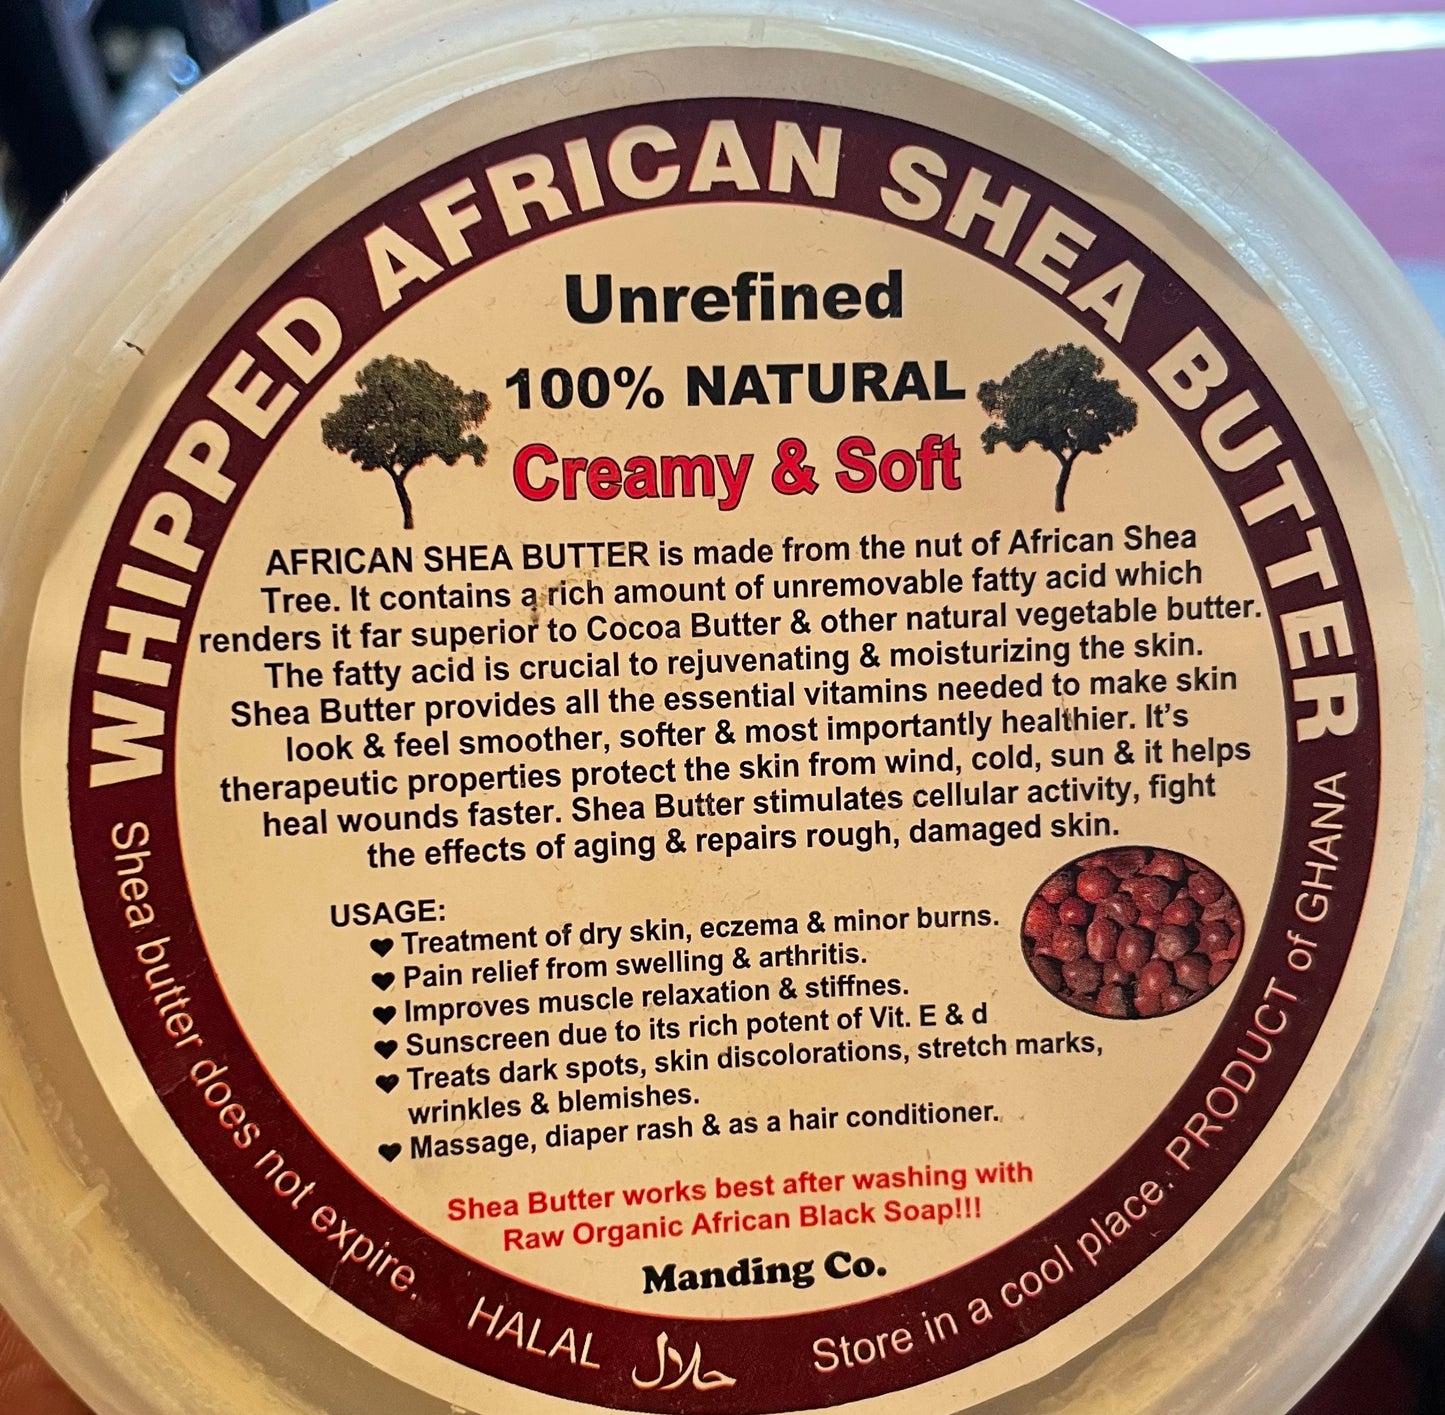 WHIPPED AFRICAN SHEA BUTTER
Unrefined
100% NATURAL
Creamy & Soft
AFRICAN SHEA BUTTER is made from the nut of African Shea
Tree. It contains a rich amount of unremovable fatty acid which
renders it far superior to Cocoa Butter & other natural vegetable butter.
The fatty acid is crucial to rejuvenating & moisturizing the skin.
Shea Butter provides all the essential vitamins needed to make skin
look & feel smoother, softer & most importantly healthier. It's
therapeutic properties protect the skin from wind, cold, sun & it helps
heal wounds faster. Shea Butter stimulates cellular activity, fight
the effects of aging & repairs rough, damaged skin.
USAGE:
Treatment of dry skin, eczema & minor burns.
Pain relief from swelling & arthritis.
Improves muscle relaxation & stiffnes.
Sunscreen due to its rich potent of Vit. E & d
Treats dark spots, skin discolorations, stretch marks,
wrinkles & blemishes.
Massage, diaper rash & as a hair conditioner.
Shea Butter works best after washing with
Raw Organic African Black Soap!!!
Manding Co.
Shea butter does not expire.
HALAL حلال
Store in a cool place. PRODUCT of GHANA